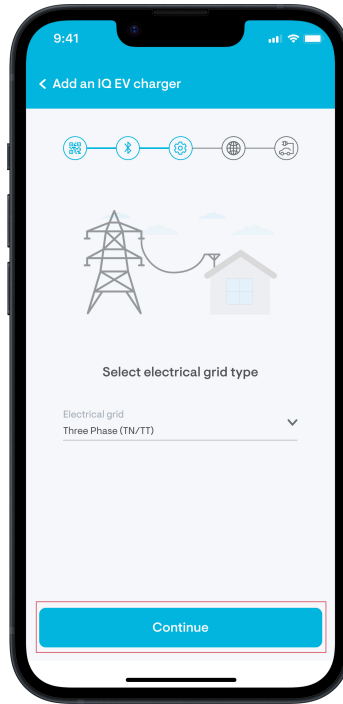 9:41
Add an IQ EV charger
Select electrical grid type
Electrical grid
Three Phase (TN/TT)
Continue